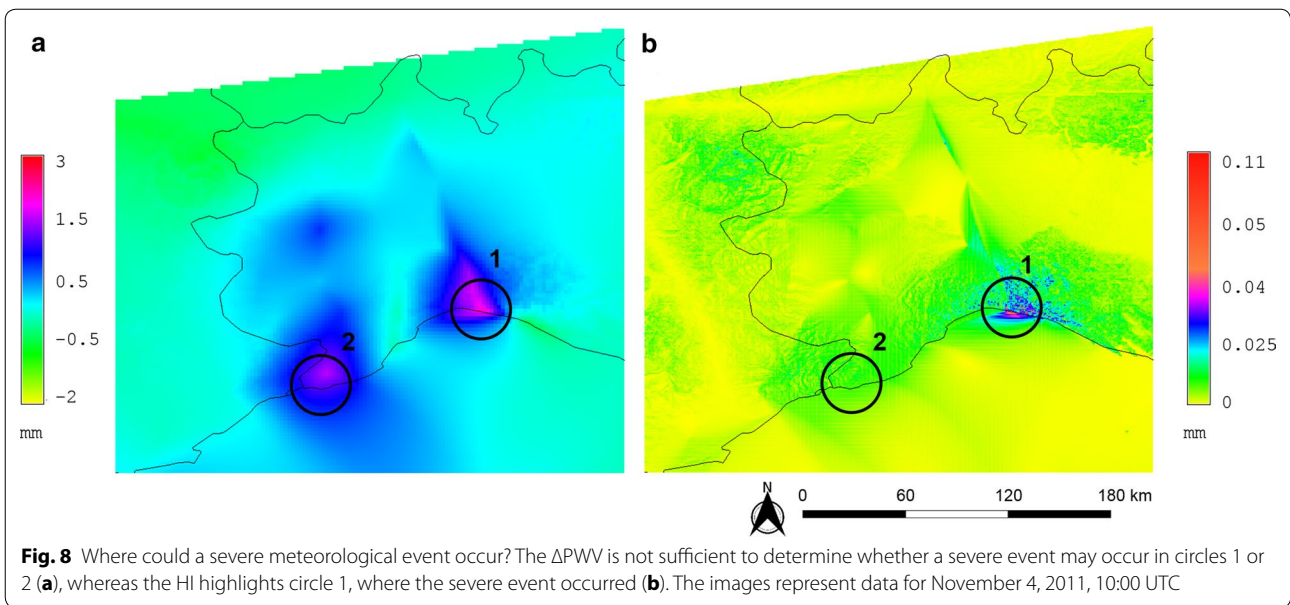 a
b
3
1.5
0.5
−0.5
−2
mm
1
2
1
2
0.11
0.05
0.04
0.025
0
mm
N
0 60 120 180 km
Fig. 8 Where could a severe meteorological event occur? The ΔPWV is not sufficient to determine whether a severe event may occur in circles 1 or
2 (a), whereas the HI highlights circle 1, where the severe event occurred (b). The images represent data for November 4, 2011, 10:00 UTC